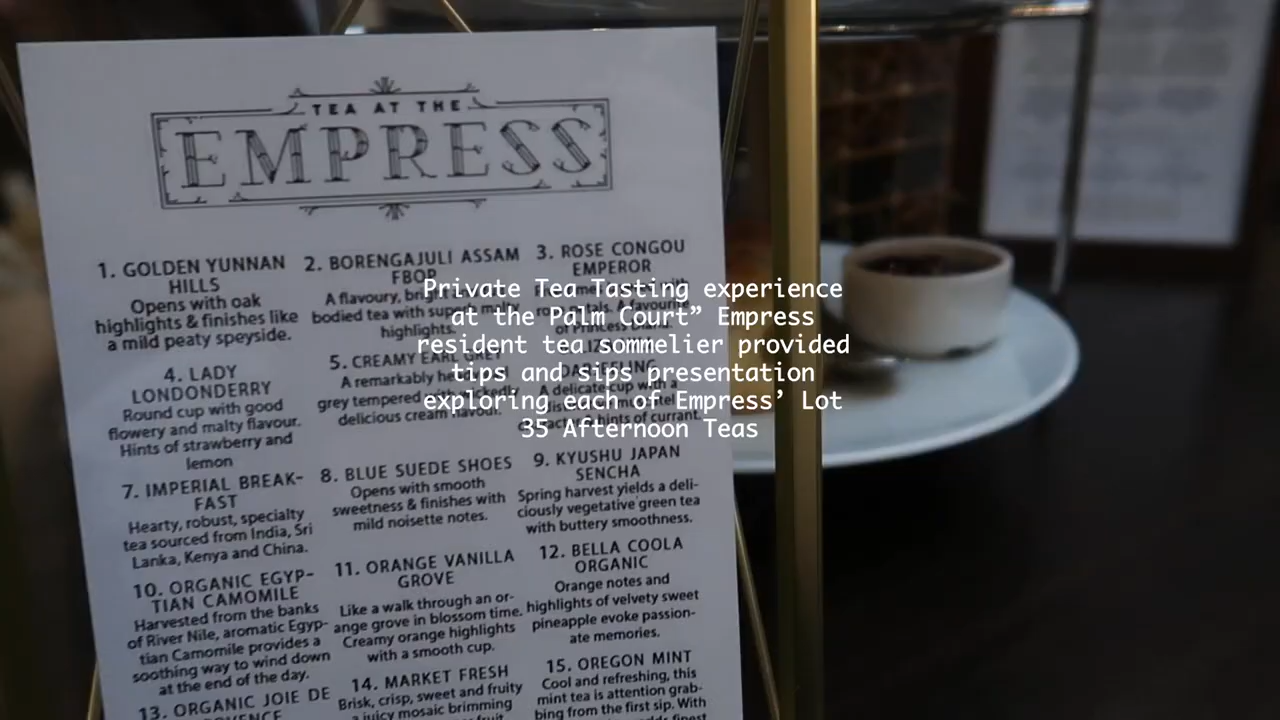 TEA AT THE
EMPRESS
1. GOLDEN YUNNAN
HILLS
Opens with oak
highlights & finishes like
a mild peaty speyside.
2. BORENGAJULI ASSAM
FBOP
A flavoury,
bodied tea with superb malty
highlights.
3. ROSE CONGOU
EMPEROR
Private Tea Tasting experience
at the Palm Court” Empress
resident tea sommelier provided
tips and sips presentation
exploring each of Empress’ Lot
35 Afternoon Teas
4. LADY
LONDONDERRY
Round cup with good
flowery and malty flavour.
Hints of strawberry and
lemon
5. CREAMY EARL GREY
A remarkably
grey tempered
delicious cream flavour.
A delicate cup with a
hints of currant.
7. IMPERIAL BREAK-
FAST
Hearty, robust, specialty
tea sourced from India, Sri
Lanka, Kenya and China.
8. BLUE SUEDE SHOES
Opens with smooth
sweetness & finishes with
mild noisette notes.
9. KYUSHU JAPAN
SENCHA
Spring harvest yields a deli-
ciously vegetative green tea
with buttery smoothness.
10. ORGANIC EGYP-
TIAN CAMOMILE
Harvested from the banks
of River Nile, aromatic Egyp-
tian Camomile provides a
soothing way to wind down
at the end of the day.
11. ORANGE VANILLA
GROVE
Like a walk through an or-
ange grove in blossom time.
Creamy orange highlights
with a smooth cup.
12. BELLA COOLA
ORGANIC
Orange notes and
highlights of velvety sweet
pineapple evoke passion-
ate memories.
13. ORGANIC JOIE DE
14. MARKET FRESH
Brisk, crisp, sweet and fruity
a juicy mosaic brimming
15. OREGON MINT
Cool and refreshing, this
mint tea is attention grab-
bing from the first sip. With